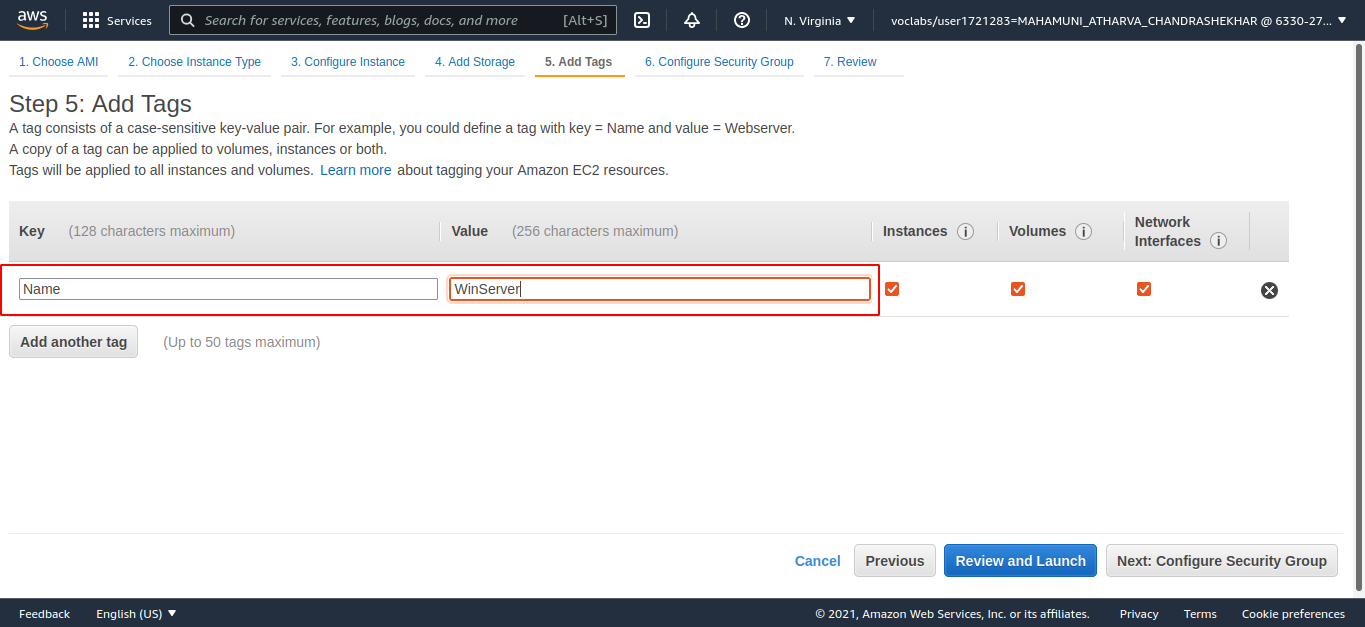 aws
Services
Search for services, features, blogs, docs, and more [Alt+S]
N. Virginia
voclabs/user1721283=MAHAMUNI_ATHARVA_CHANDRASHEKHAR @ 6330-27...
1. Choose AMI
2. Choose Instance Type
3. Configure Instance
4. Add Storage
5. Add Tags
6. Configure Security Group
7. Review
Step 5: Add Tags
A tag consists of a case-sensitive key-value pair. For example, you could define a tag with key = Name and value = Webserver.
A copy of a tag can be applied to volumes, instances or both.
Tags will be applied to all instances and volumes. Learn more about tagging your Amazon EC2 resources.
Key (128 characters maximum)
Value (256 characters maximum)
Instances
Volumes
Network
Interfaces
Name
WinServer
Add another tag
(Up to 50 tags maximum)
Cancel
Previous
Review and Launch
Next: Configure Security Group
Feedback
English (US)
© 2021, Amazon Web Services, Inc. or its affiliates.
Privacy
Terms
Cookie preferences